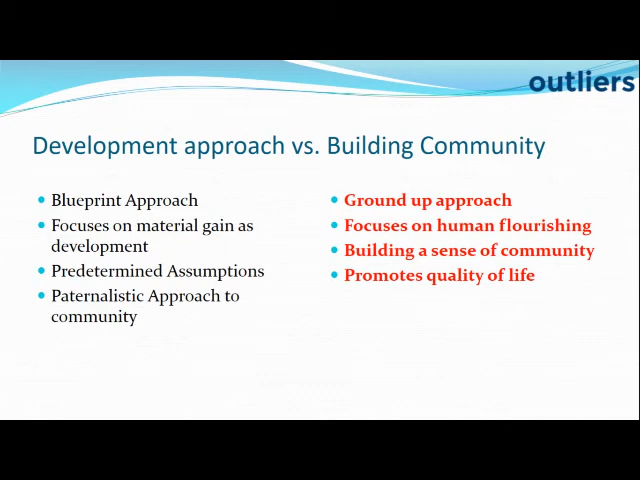 outliers
Development approach vs. Building Community
Blueprint Approach
Focuses on material gain as
development
Predetermined Assumptions
Paternalistic Approach to
community
Ground up approach
Focuses on human flourishing
Building a sense of community
Promotes quality of life